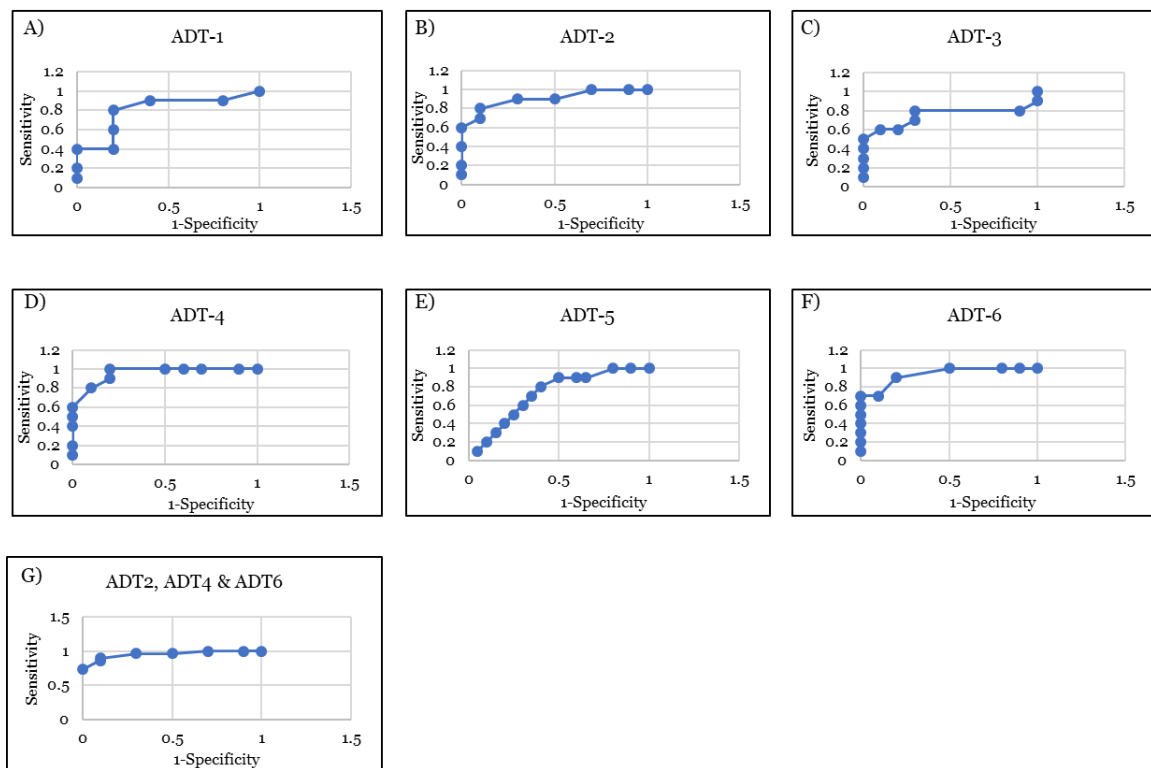 A)
ADT-1
1.2
1
0.8
0.6
0.4
0.2
0
0
0.5
1
1.5
Sensitivity
1-Specificity
B)
ADT-2
1.2
1
0.8
0.6
0.4
0.2
0
0
0.5
1
1.5
Sensitivity
1-Specificity
C)
ADT-3
1.2
1
0.8
0.6
0.4
0.2
0
0
0.5
1
1.5
Sensitivity
1-Specificity
D)
ADT-4
1.2
1
0.8
0.6
0.4
0.2
0
0
0.5
1
1.5
Sensitivity
1-Specificity
E)
ADT-5
1.2
1
0.8
0.6
0.4
0.2
0
0
0.5
1
1.5
Sensitivity
1-Specificity
F)
ADT-6
1.2
1
0.8
0.6
0.4
0.2
0
0
0.5
1
1.5
Sensitivity
1-Specificity
G)
ADT2, ADT4 & ADT6
1.5
1
0.5
0
0
0.5
1
1.5
Sensitivity
1-Specificity